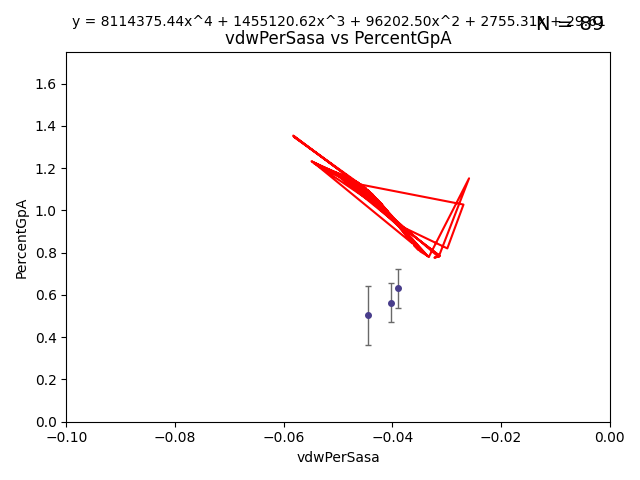 y = 8114375.44x^4 + 1455120.62x^3 + 96202.50x^2 + 2755.31x + 29.61
N = 89
vdwPerSasa vs PercentGpA
1.6
1.4
1.2
1.0
0.8
0.6
0.4
0.2
0.0
PercentGpA
−0.10 −0.08 −0.06 −0.04 −0.02 0.00
vdwPerSasa